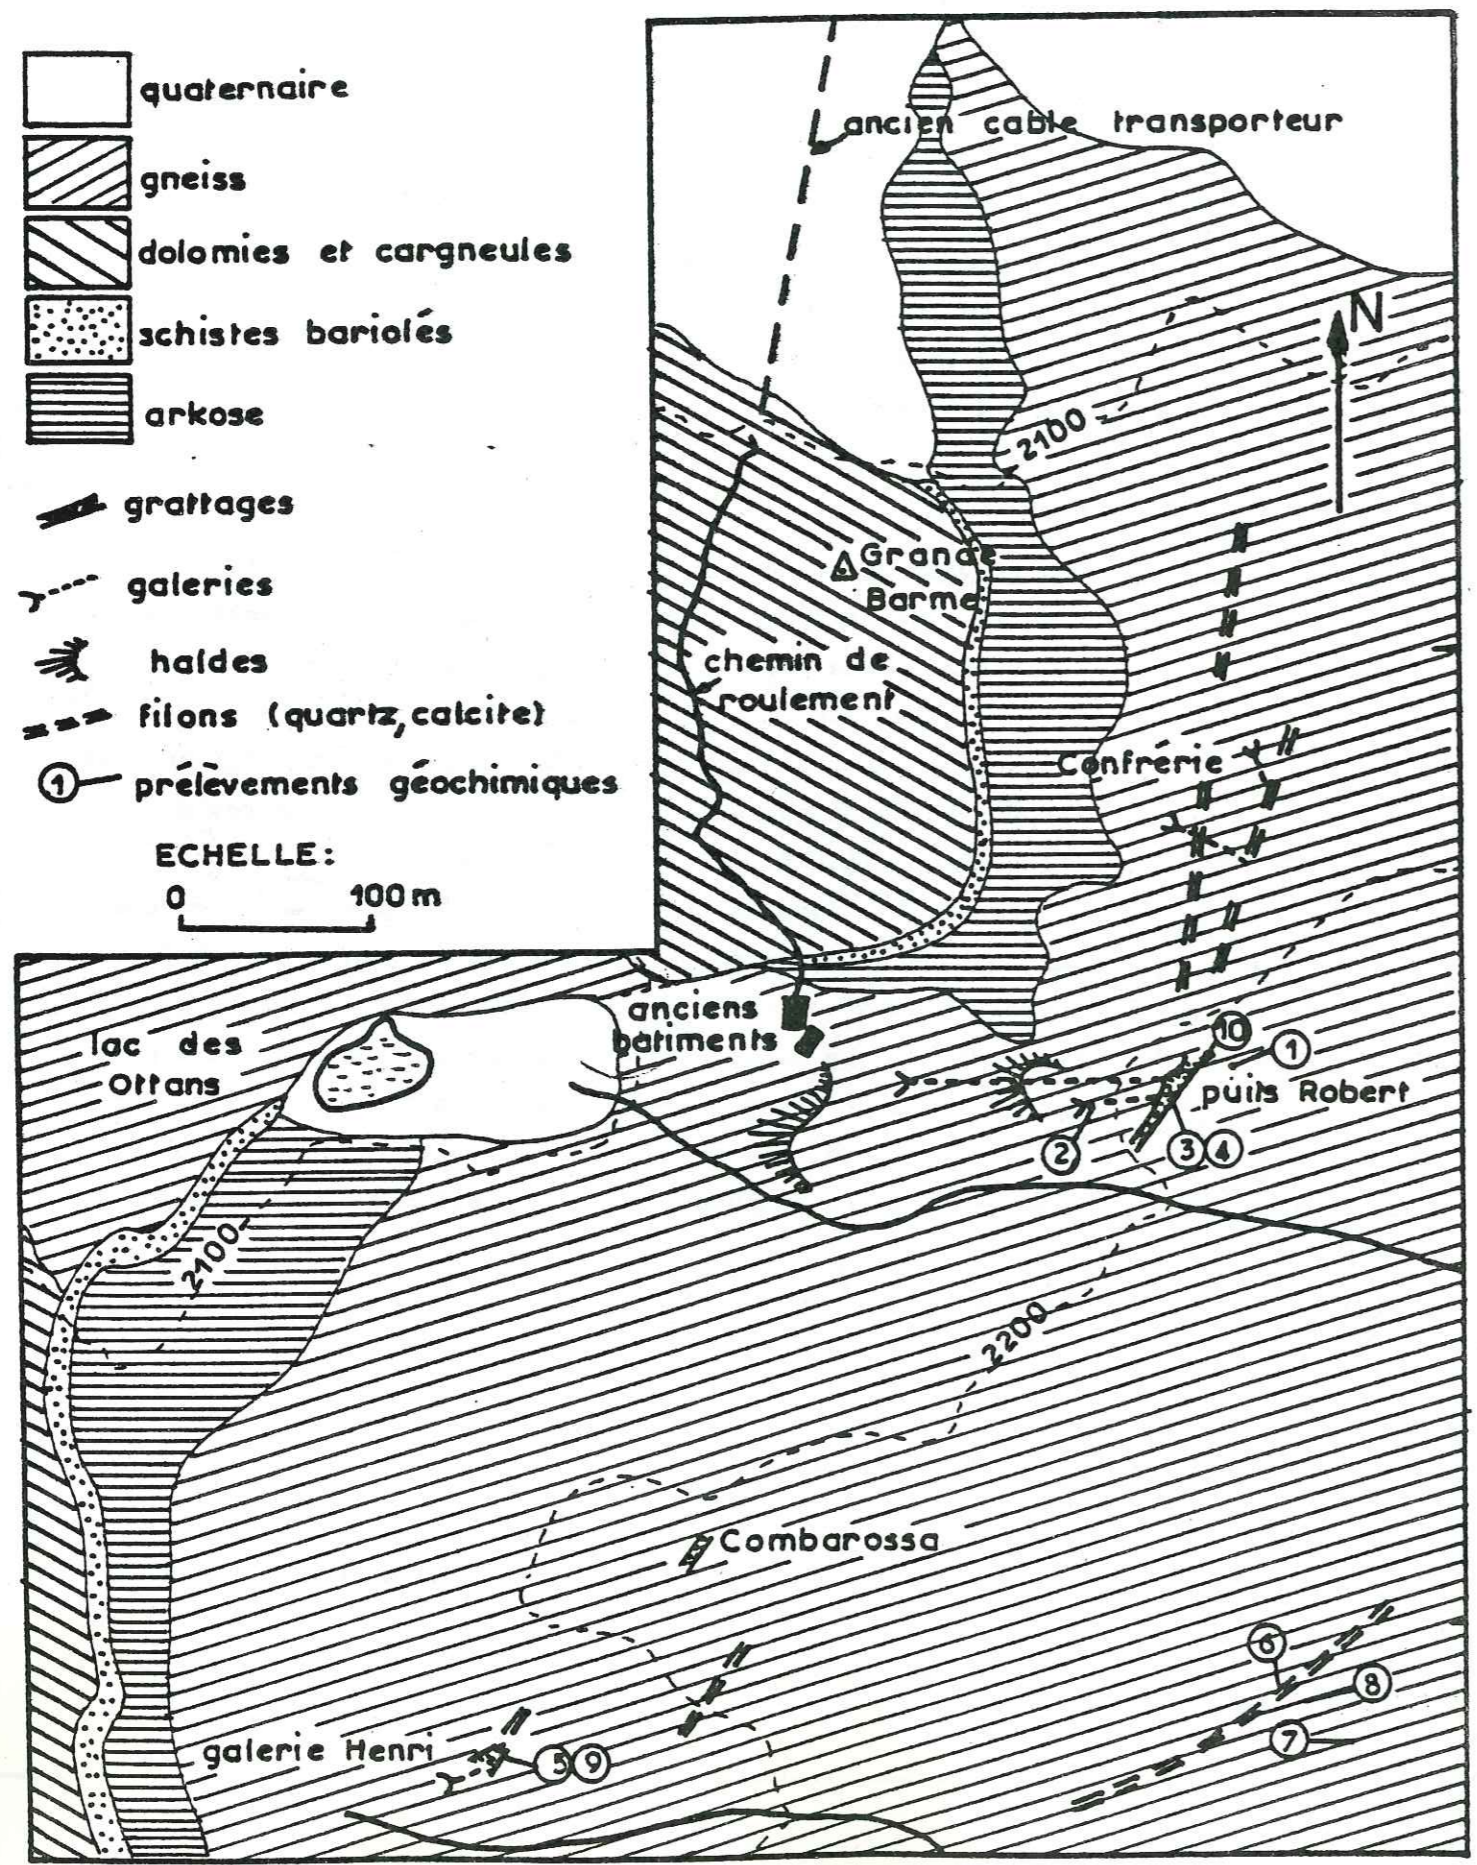 quaternaire
gneiss
dolomies et cargneules
schistes bariolés
arkose
grattages
galeries
haldes
filons (quartz, calcite)
1 prélèvements géochimiques
ECHELLE:
0 100 m
ancien cable transporteur
N
2100
Grande
Barme
chemin de
roulement
Confrérie
lac des
Ottans
anciens
batiments
10
1
puits Robert
2
3 4
2100
2200
Combarossa
6
8
7
galerie Henri
5 9